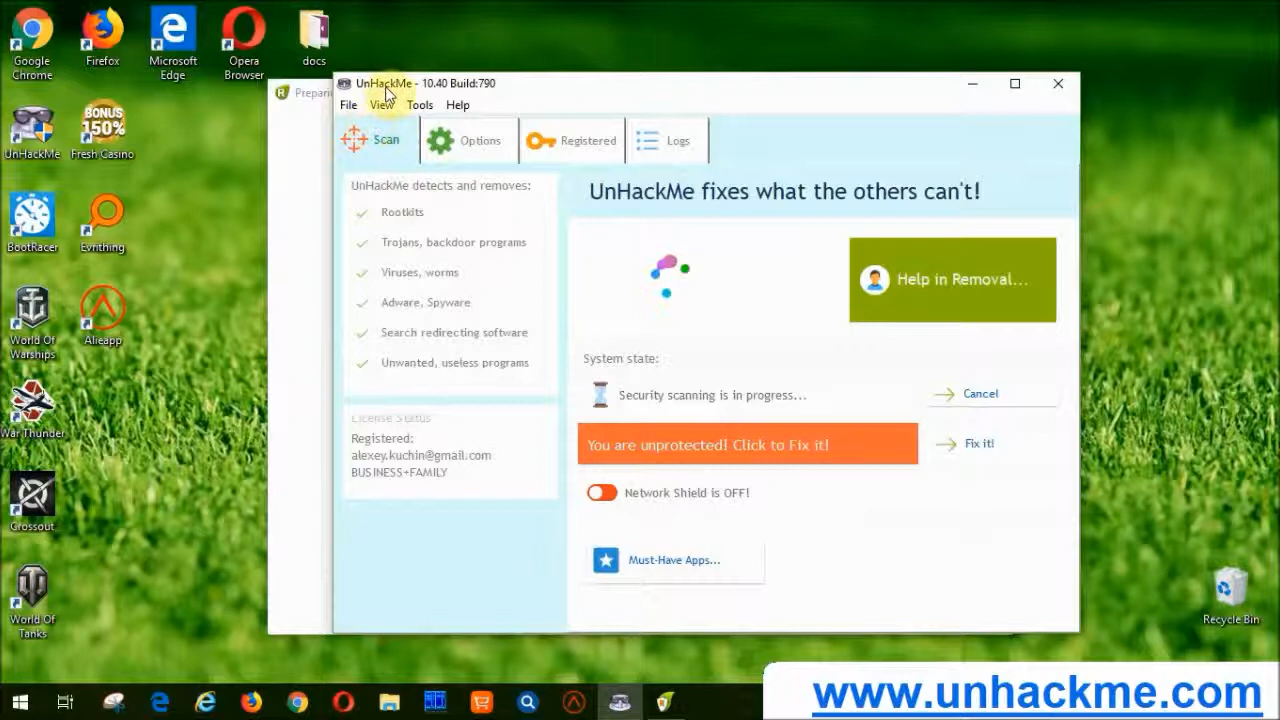 Google
Chrome
Firefox
Microsoft
Edge
Opera
Browser
docs
UnHackMe
BONUS
150%
Fresh Casino
BootRacer
Evrithing
World Of
Warships
Alieapp
War Thunder
Crossout
World Of
Tanks
Recycle Bin
Prepari
UnHackMe - 10.40 Build:790
File View Tools Help
Scan Options Registered Logs
UnHackMe detects and removes:
Rootkits
Trojans, backdoor programs
Viruses, worms
Adware, Spyware
Search redirecting software
Unwanted, useless programs
License Status
Registered:
alexey.kuchin@gmail.com
BUSINESS+FAMILY
UnHackMe fixes what the others can't!
Help in Removal...
System state:
Security scanning is in progress...
Cancel
You are unprotected! Click to Fix it!
Fix it!
Network Shield is OFF!
Must-Have Apps...
www.unhackme.com